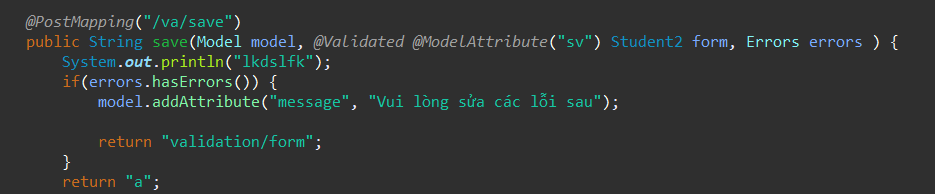 @PostMapping("/va/save")
public String save(Model model, @Validated @ModelAttribute("sv") Student2 form, Errors errors ) {
System.out.println("lkdslfk");
if(errors.hasErrors()) {
model.addAttribute("message", "Vui lòng sửa các lỗi sau");
return "validation/form";
}
return "a";